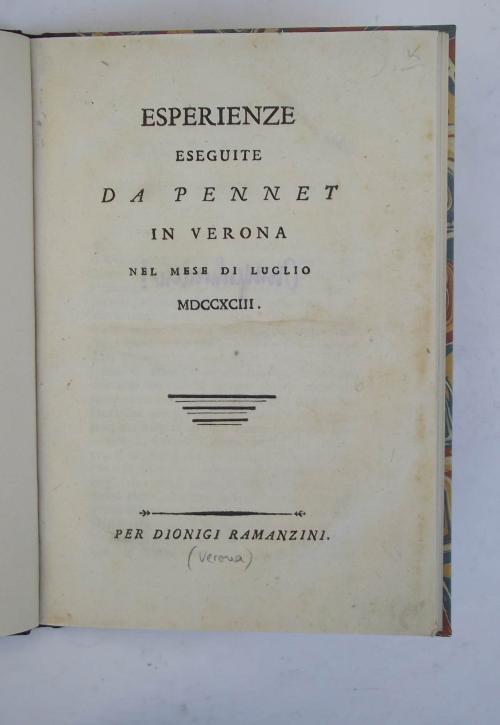 ESPERIENZE
ESEGUITE
DA PENNET
IN VERONA
NEL MESE DI LUGLIO
MDCCXCIII.
PER DIONIGI RAMANZINI.
(Verona)